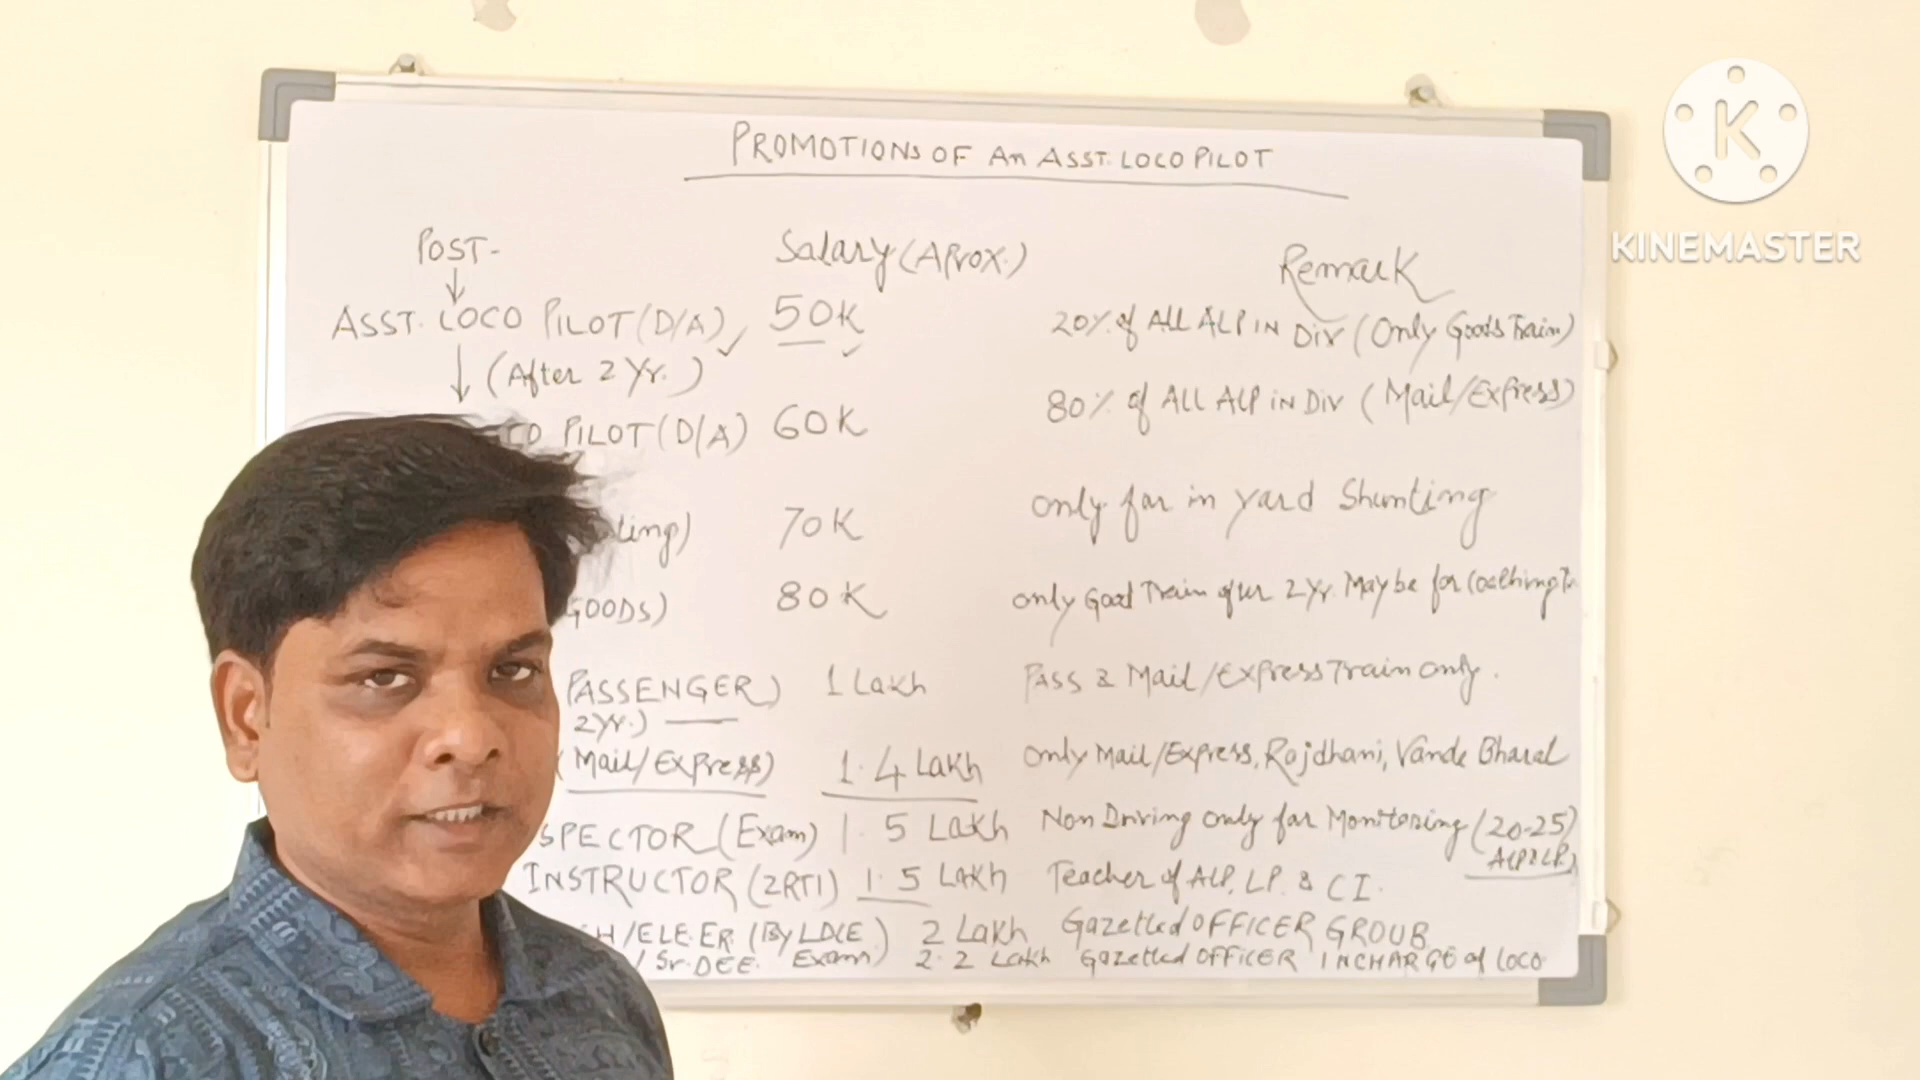 PROMOTIONS OF An ASST. LOCO PILOT
K
KINEMASTER
POST- Salary (APROX.) Remark
ASST. LOCO PILOT (D/A) 50K 20% of ALL ALP IN Div (Only Goods Train)
(After 2 Yr.)
PILOT (D/A) 60K 80% of ALL ALP IN Div (Mail/Express)
70K only for in yard Shunting
GOODS) 80K only Good Train after 2 Yr. May be for
PASSENGER) 1 Lakh PASS & Mail/Express Train only.
2 Yr.)
(Mail/Express) 1.4 Lakh only Mail/Express, Rajdhani, Vande Bharat
SPECTOR (Exam) 1.5 Lakh Non Driving only for Monitoring (20-25)
ALP & LP)
INSTRUCTOR (ZRTI) 1.5 Lakh Teacher of ALP, LP. & CI.
/ELE.ER. (By LDCE) 2 Lakh Gazetted OFFICER GROUB
/ Sr. DEE. Exam) 2.2 Lakh Gazetted OFFICER INCHARGE of LOCO